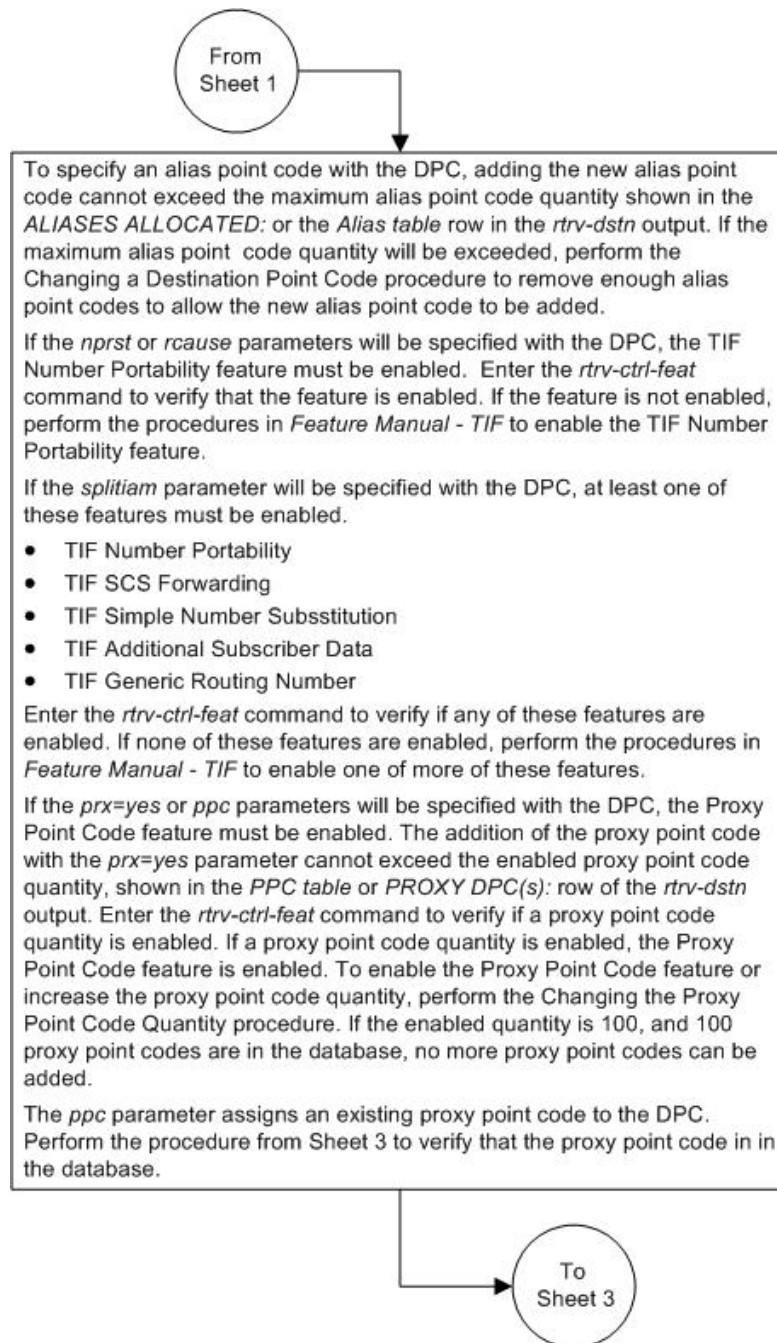 From
Sheet 1
To specify an alias point code with the DPC, adding the new alias point
code cannot exceed the maximum alias point code quantity shown in the
ALIASES ALLOCATED: or the Alias table row in the rtrv-dstn output. If the
maximum alias point  code quantity will be exceeded, perform the
Changing a Destination Point Code procedure to remove enough alias
point codes to allow the new alias point code to be added.
If the nprst or rcause parameters will be specified with the DPC, the TIF
Number Portability feature must be enabled.  Enter the rtrv-ctrl-feat
command to verify that the feature is enabled. If the feature is not enabled,
perform the procedures in Feature Manual - TIF to enable the TIF Number
Portability feature.
If the splitiam parameter will be specified with the DPC, at least one of
these features must be enabled.
• TIF Number Portability
• TIF SCS Forwarding
• TIF Simple Number Subsstitution
• TIF Additional Subscriber Data
• TIF Generic Routing Number
Enter the rtrv-ctrl-feat command to verify if any of these features are
enabled. If none of these features are enabled, perform the procedures in
Feature Manual - TIF to enable one of more of these features.
If the prx=yes or ppc parameters will be specified with the DPC, the Proxy
Point Code feature must be enabled. The addition of the proxy point code
with the prx=yes parameter cannot exceed the enabled proxy point code
quantity, shown in the PPC table or PROXY DPC(s): row of the rtrv-dstn
output. Enter the rtrv-ctrl-feat command to verify if a proxy point code
quantity is enabled. If a proxy point code quantity is enabled, the Proxy
Point Code feature is enabled. To enable the Proxy Point Code feature or
increase the proxy point code quantity, perform the Changing the Proxy
Point Code Quantity procedure. If the enabled quantity is 100, and 100
proxy point codes are in the database, no more proxy point codes can be
added.
The ppc parameter assigns an existing proxy point code to the DPC.
Perform the procedure from Sheet 3 to verify that the proxy point code in in
the database.
To
Sheet 3